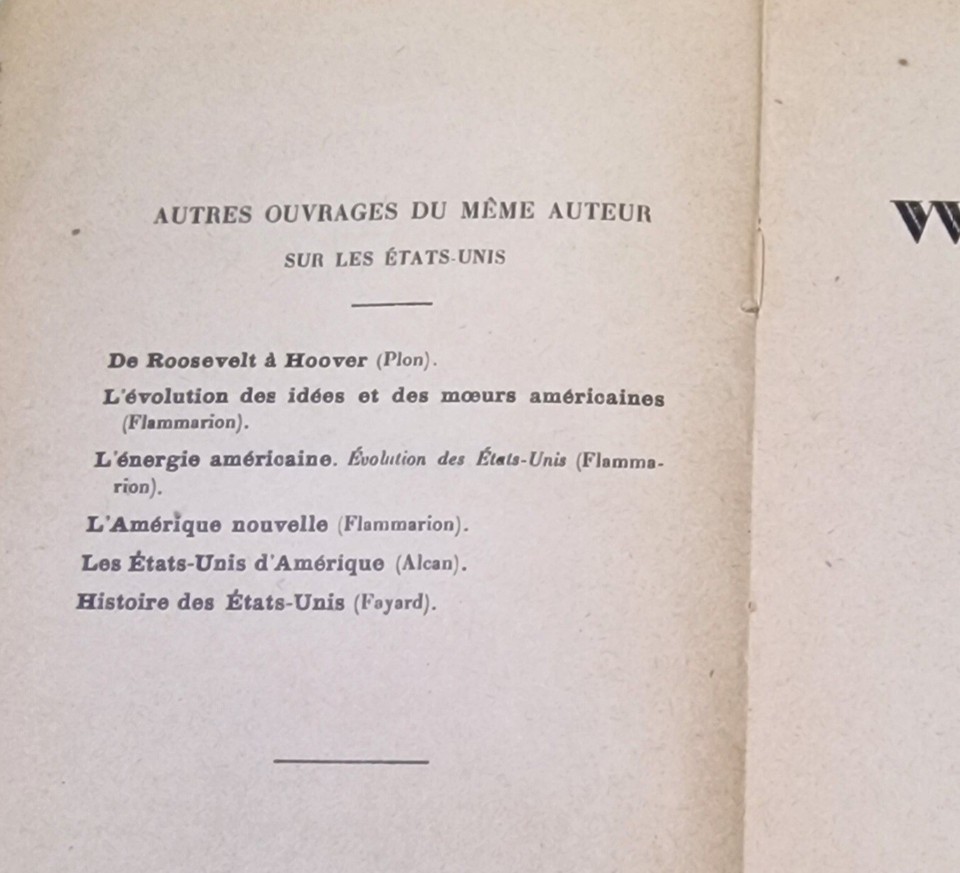 AUTRES OUVRAGES DU MÊME AUTEUR
SUR LES ÉTATS-UNIS
De Roosevelt à Hoover (Plon).
L'évolution des idées et des mœurs américaines
(Flammarion).
L'énergie américaine. Évolution des États-Unis (Flamma-
rion).
L'Amérique nouvelle (Flammarion).
Les États-Unis d'Amérique (Alcan).
Histoire des États-Unis (Fayard).